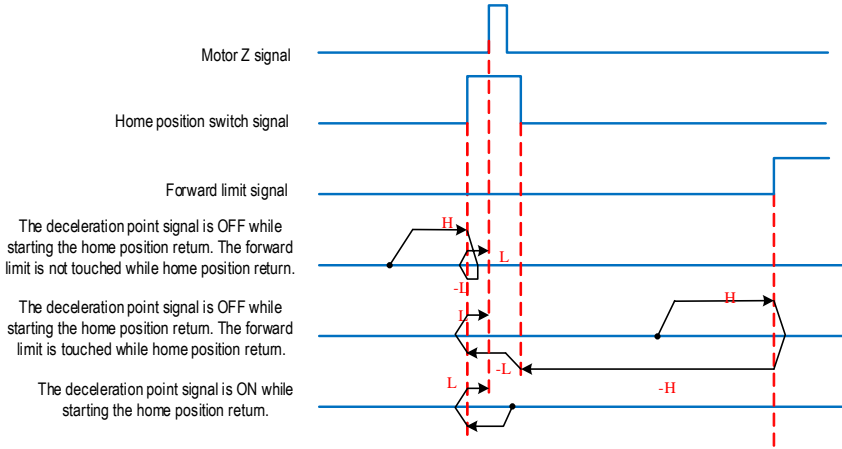 Motor Z signal
Home position switch signal
Forward limit signal
The deceleration point signal is OFF while
starting the home position return. The forward
limit is not touched while home position return.
H
L
-L
The deceleration point signal is OFF while
starting the home position return. The forward
limit is touched while home position return.
L
H
-L
-H
The deceleration point signal is ON while
starting the home position return.
L